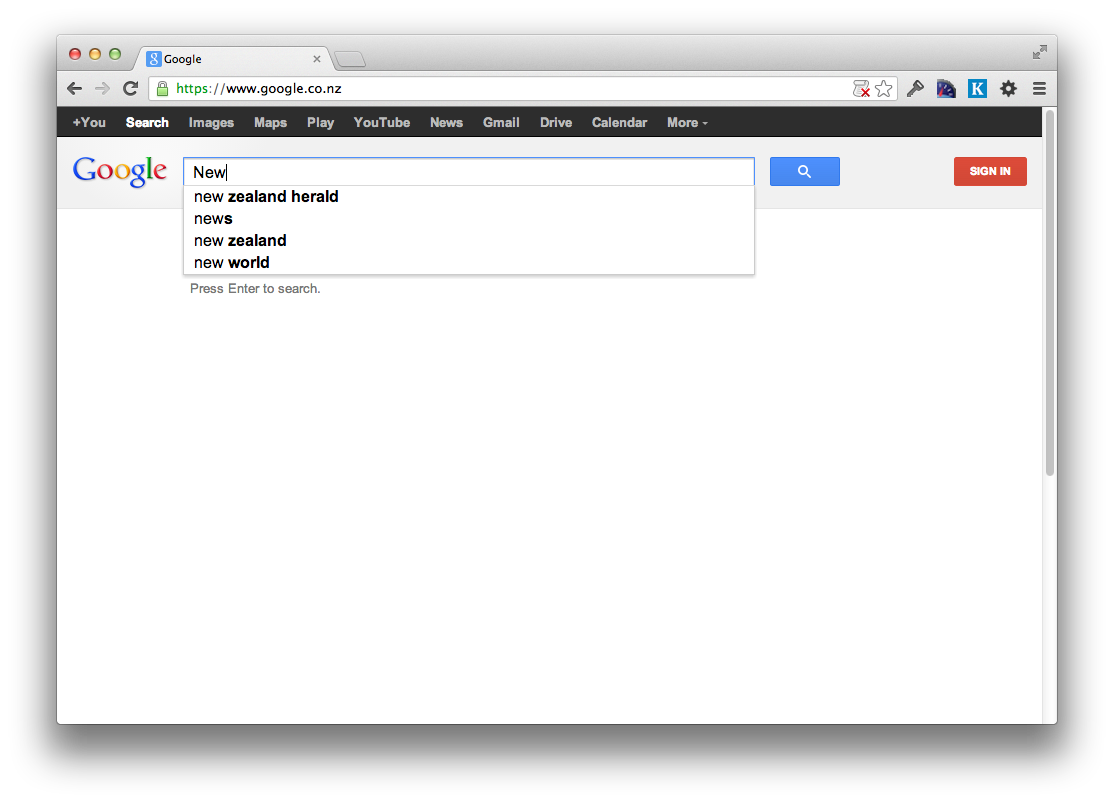 Google
https://www.google.co.nz
K
+You Search Images Maps Play YouTube News Gmail Drive Calendar More
Google New SIGN IN
new zealand herald
news
new zealand
new world
Press Enter to search.